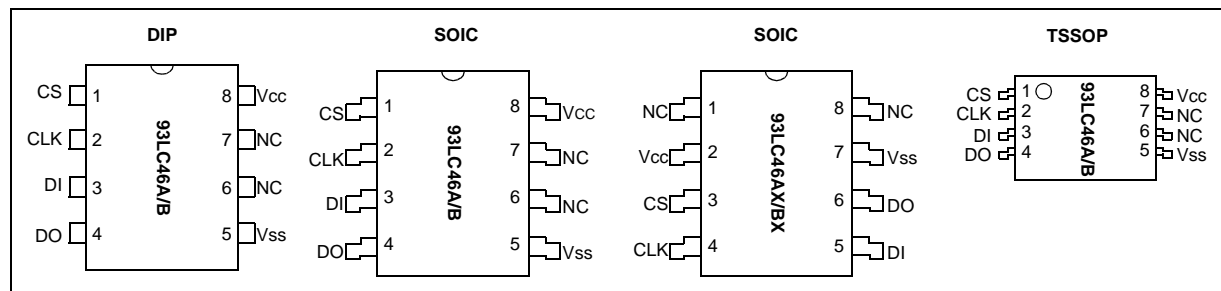 DIP
CS 1 8 Vcc
CLK 2 7 NC
DI 3 6 NC
DO 4 5 Vss
93LC46A/B
SOIC
CS 1 8 Vcc
CLK 2 7 NC
DI 3 6 NC
DO 4 5 Vss
93LC46A/B
SOIC
NC 1 8 NC
Vcc 2 7 Vss
CS 3 6 DO
CLK 4 5 DI
93LC46AX/BX
TSSOP
CS 1 8 Vcc
CLK 2 7 NC
DI 3 6 NC
DO 4 5 Vss
93LC46A/B